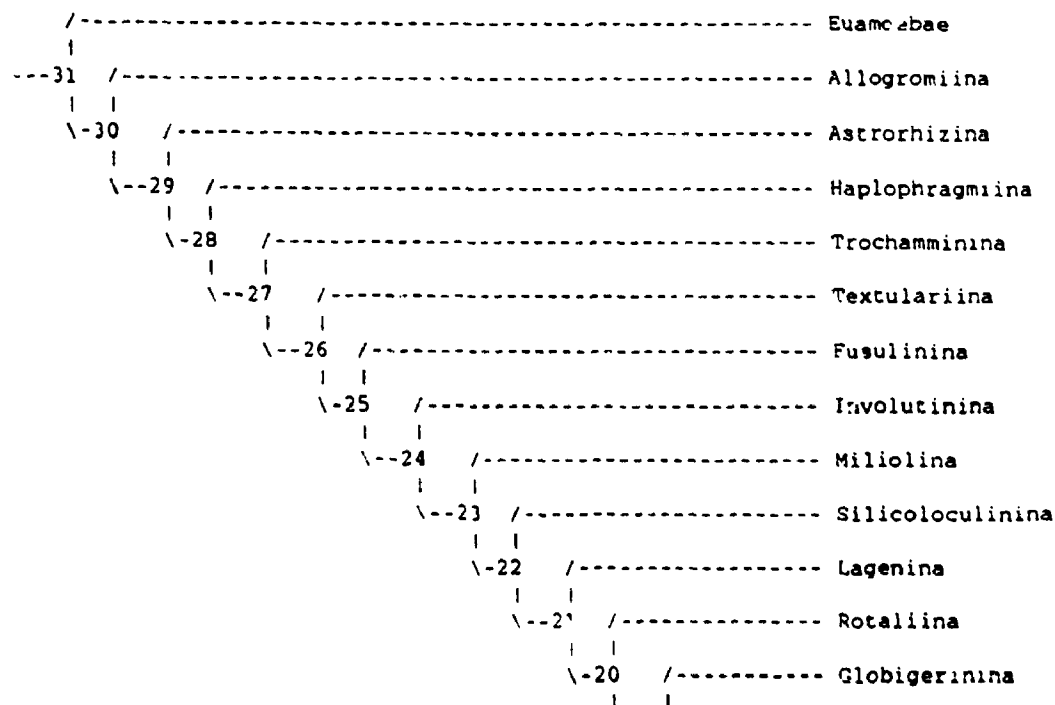 /------------------------------------------------------ Euamoebae
---31 /--------------------------------------------------- Allogromiina
\-30 /----------------------------------------------- Astrorhizina
\--29 /-------------------------------------------- Haplophragmiina
\-28 /---------------------------------------- Trochamminina
\--27 /------------------------------------ Textulariina
\--26 /--------------------------------- Fusulinina
\-25 /----------------------------- Involutinina
\--24 /------------------------- Miliolina
\--23 /---------------------- Silicoloculinina
\-22 /------------------ Lagenina
\--21 /--------------- Rotaliina
\-20 /----------- Globigerinina